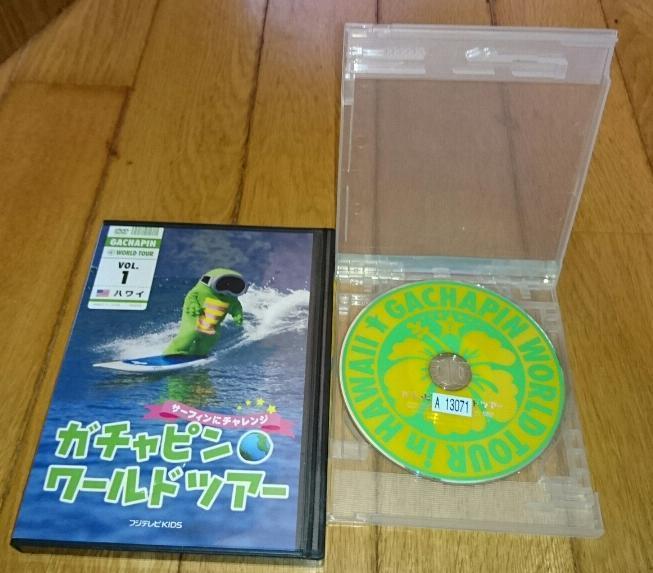 DVD
GACHAPIN
WORLD TOUR
VOL.
1
ハワイ
サーフィンにチャレンジ
ガチャピン
ワールドツアー
フジテレビKIDS
GACHAPIN WORLD TOUR in HAWAII
A 13071